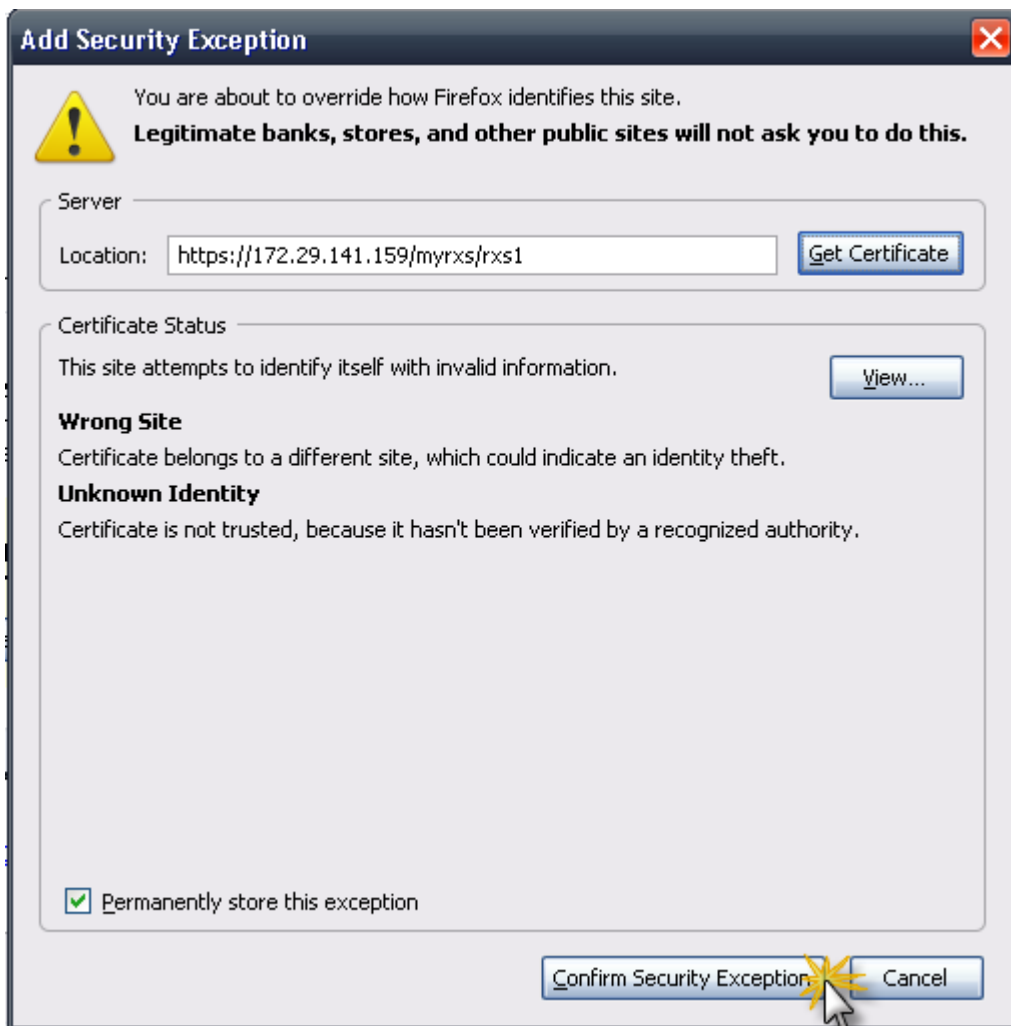 Add Security Exception
You are about to override how Firefox identifies this site.
Legitimate banks, stores, and other public sites will not ask you to do this.
Server
Location: https://172.29.141.159/myrxs/rxs1 Get Certificate
Certificate Status
This site attempts to identify itself with invalid information. View...
Wrong Site
Certificate belongs to a different site, which could indicate an identity theft.
Unknown Identity
Certificate is not trusted, because it hasn't been verified by a recognized authority.
Permanently store this exception
Confirm Security Exception Cancel